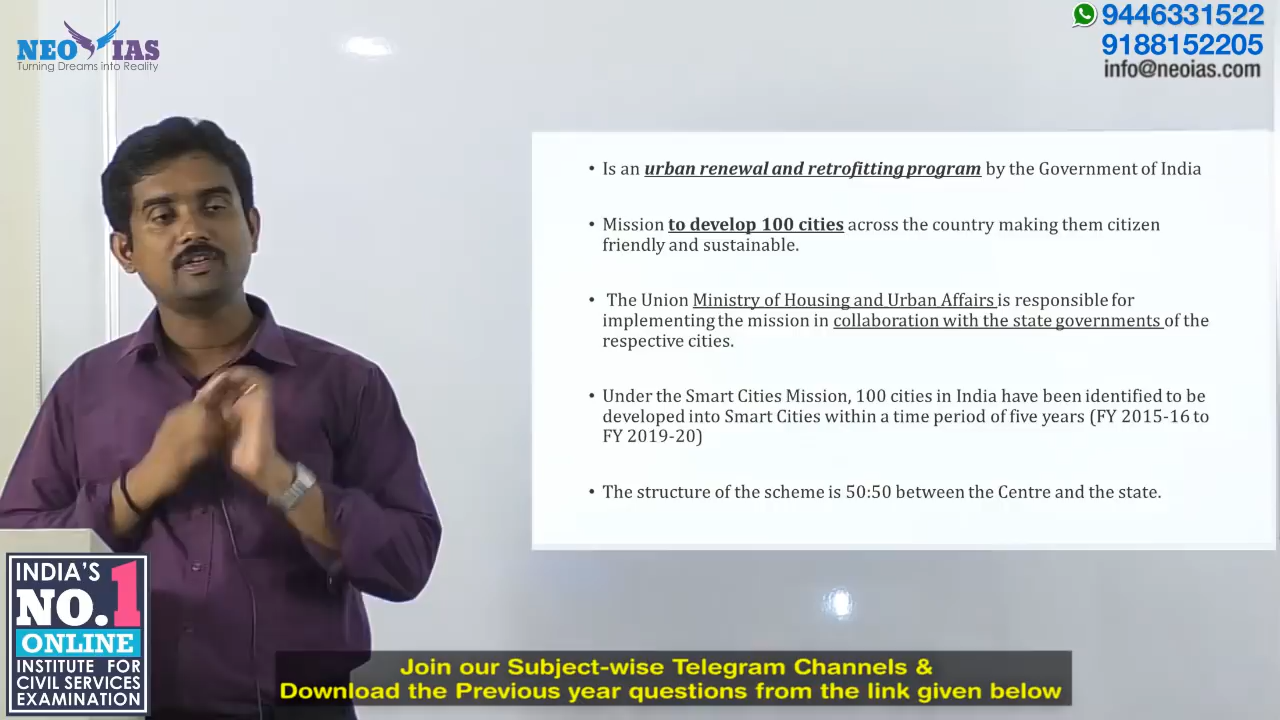 NEO IAS
Turning Dreams into Reality
9446331522
9188152205
info@neoias.com
• Is an urban renewal and retrofitting program by the Government of India
• Mission to develop 100 cities across the country making them citizen
friendly and sustainable.
• The Union Ministry of Housing and Urban Affairs is responsible for
implementing the mission in collaboration with the state governments of the
respective cities.
• Under the Smart Cities Mission, 100 cities in India have been identified to be
developed into Smart Cities within a time period of five years (FY 2015-16 to
FY 2019-20)
• The structure of the scheme is 50:50 between the Centre and the state.
INDIA'S
NO.1
ONLINE
INSTITUTE FOR
CIVIL SERVICES
EXAMINATION
Join our Subject-wise Telegram Channels &
Download the Previous year questions from the link given below